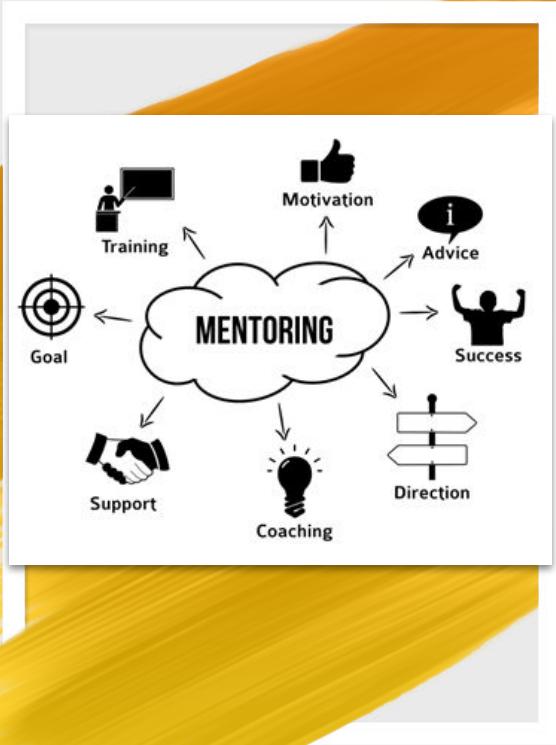 Motivation
Training
i
Advice
MENTORING
Goal
Success
Support
Direction
Coaching